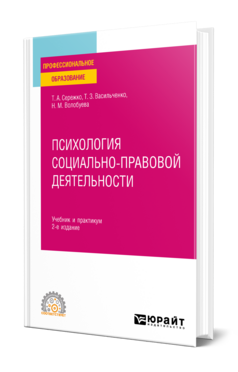 ПРОФЕССИОНАЛЬНОЕ
ОБРАЗОВАНИЕ
Т. А. Сережко, Т. З. Васильченко,
Н. М. Волобуева
ПСИХОЛОГИЯ
СОЦИАЛЬНО-ПРАВОВОЙ
ДЕЯТЕЛЬНОСТИ
Учебник и практикум
2-е издание
юрайт